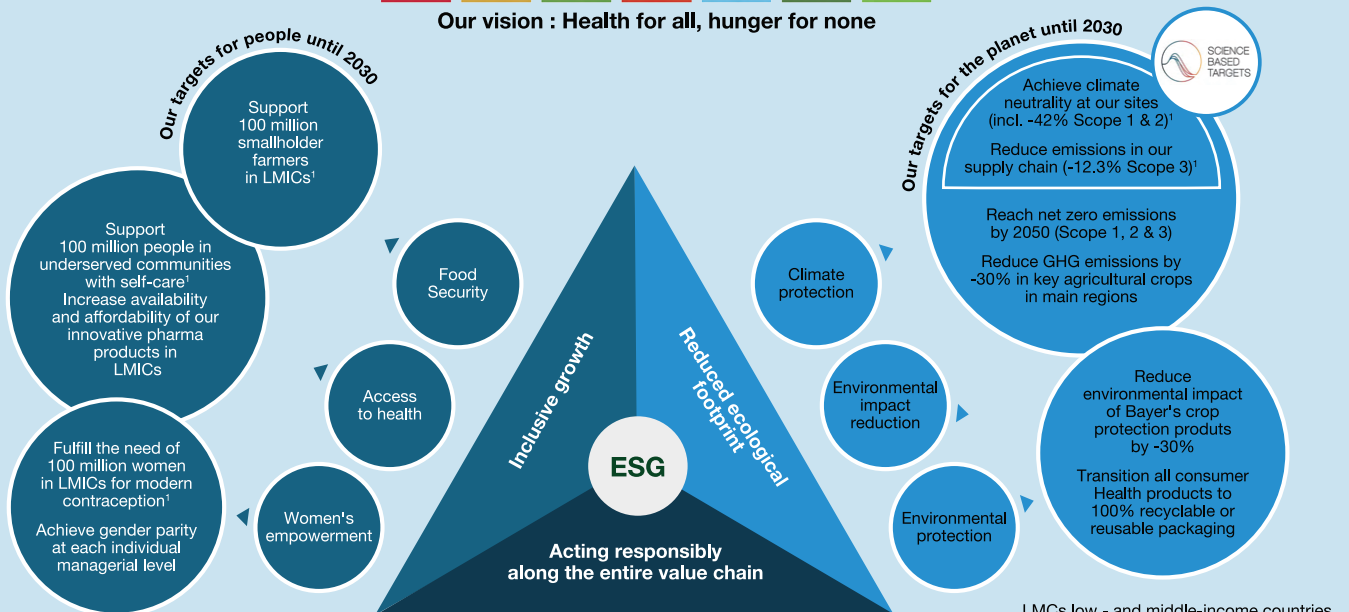 Our vision : Health for all, hunger for none
Our targets for people until 2030
Support
100 million
smallholder
farmers
in LMICs¹
Support
100 million people in
underserved communities
with self-care¹
Increase availability
and affordability of our
innovative pharma
products in
LMICs
Fulfill the need of
100 million women
in LMICs for modern
contraception¹
Achieve gender parity
at each individual
managerial level
Food
Security
Access
to health
Women's
empowerment
Inclusive growth
Reduced ecological
footprint
ESG
Acting responsibly
along the entire value chain
Climate
protection
Environmental
impact
reduction
Environmental
protection
Our targets for the planet until 2030
SCIENCE
BASED
TARGETS
Achieve climate
neutrality at our sites
(incl. -42% Scope 1 & 2)¹
Reduce emissions in our
supply chain (-12.3% Scope 3)¹
Reach net zero emissions
by 2050 (Scope 1, 2 & 3)
Reduce GHG emissions by
-30% in key agricultural crops
in main regions
Reduce
environmental impact
of Bayer's crop
protection produts
by -30%
Transition all consumer
Health products to
100% recyclable or
reusable packaging
LMCs low - and middle-income countries